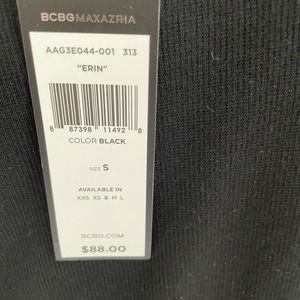 BCBGMAXAZRIA
AAG3E044-001 313
"ERIN"
8 87398 11492 8
COLOR BLACK
SIZE S
AVAILABLE IN
XXS XS S M L
BCBG.COM
$88.00